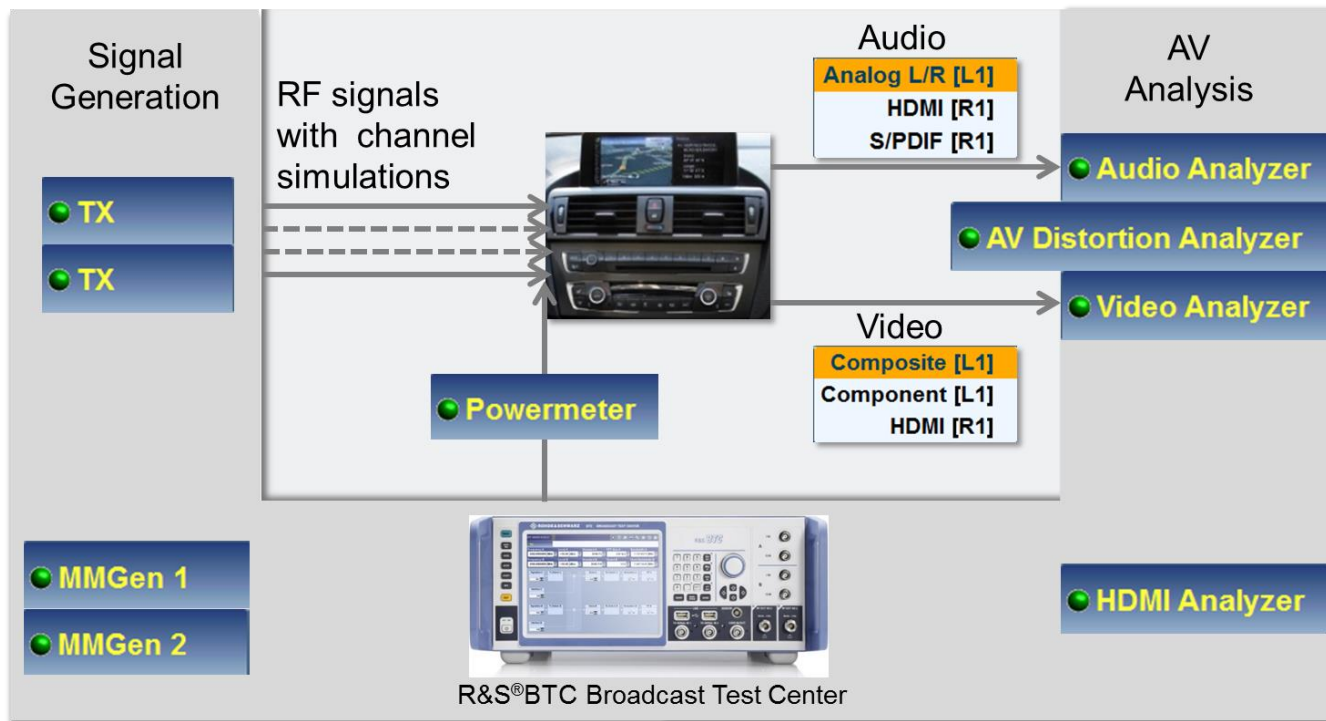 Signal
Generation
TX
TX
MMGen 1
MMGen 2
RF signals
with channel
simulations
Powermeter
Audio
Analog L/R [L1]
HDMI [R1]
S/PDIF [R1]
Video
Composite [L1]
Component [L1]
HDMI [R1]
AV
Analysis
Audio Analyzer
AV Distortion Analyzer
Video Analyzer
HDMI Analyzer
R&S®BTC Broadcast Test Center